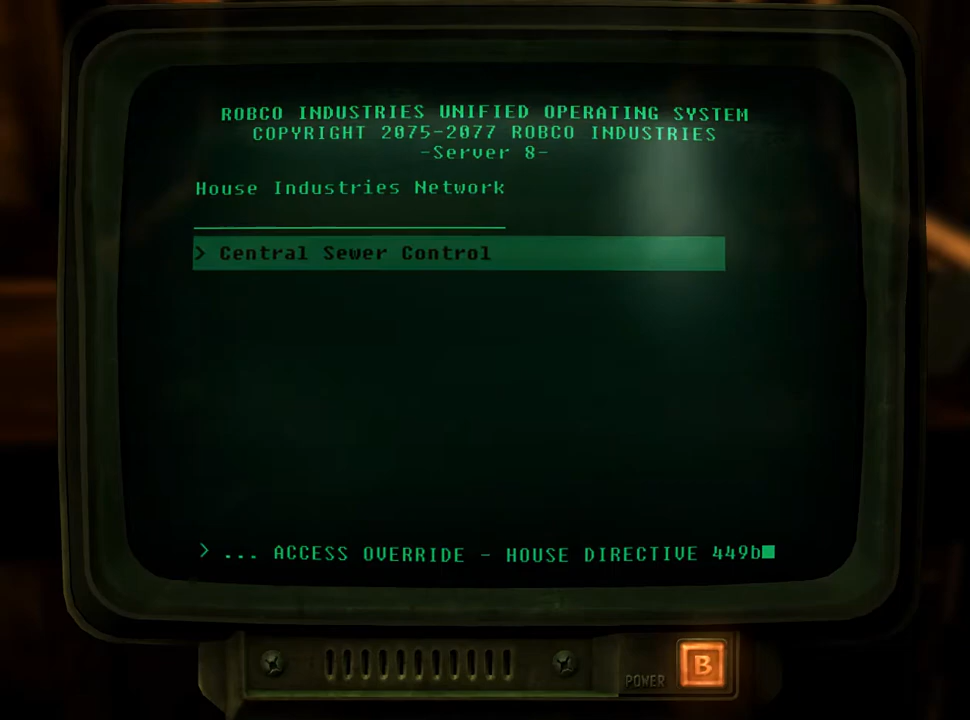 ROBCO INDUSTRIES UNIFIED OPERATING SYSTEM
COPYRIGHT 2075-2077 ROBCO INDUSTRIES
-Server 8-
House Industries Network
> Central Sewer Control
> ... ACCESS OVERRIDE - HOUSE DIRECTIVE 449b
POWER B